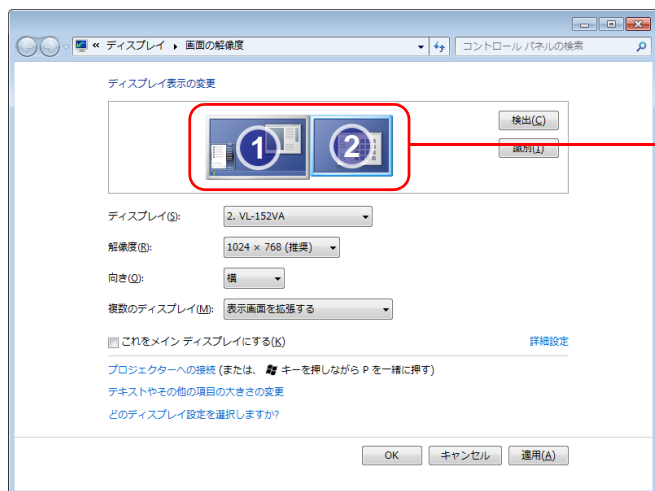 « ディスプレイ 画面の解像度 コントロール パネルの検索
ディスプレイ表示の変更
1 2
検出(C)
識別(I)
ディスプレイ(S): 2. VL-152VA
解像度(R): 1024 × 768 (推奨)
向き(O): 横
複数のディスプレイ(M): 表示画面を拡張する
これをメイン ディスプレイにする(K) 詳細設定
プロジェクターへの接続 (または、 キーを押しながら P を一緒に押す)
テキストやその他の項目の大きさの変更
どのディスプレイ設定を選択しますか?
OK キャンセル 適用(A)